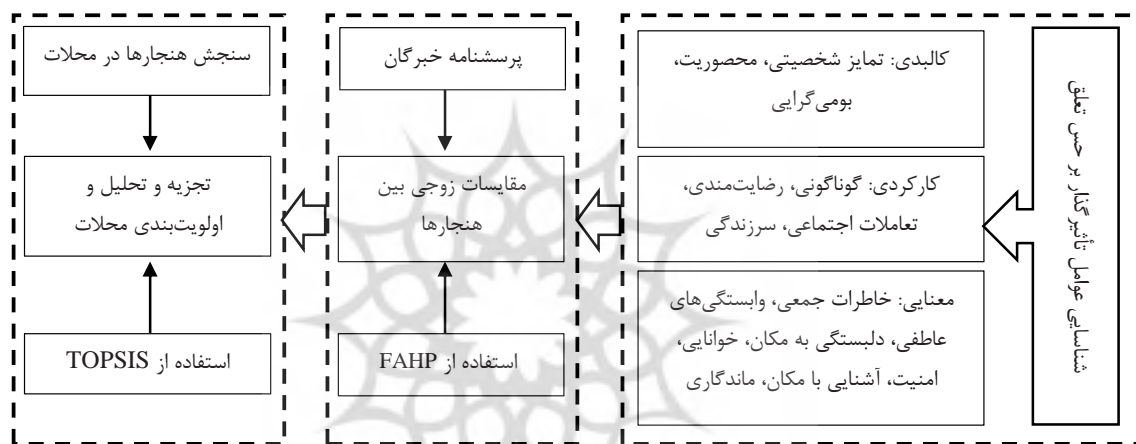 شناسایی عوامل تأثیر گذار بر حس تعلق
کالبدی: تمایز شخصیتی، محصوریت،
بومی‌گرایی
کارکردی: گوناگونی، رضایت‌مندی،
تعاملات اجتماعی، سرزندگی
معنایی: خاطرات جمعی، وابستگی‌های
عاطفی، دلبستگی به مکان، خوانایی،
امنیت، آشنایی با مکان، ماندگاری
پرسشنامه خبرگان
مقایسات زوجی بین
هنجارها
استفاده از FAHP
سنجش هنجارها در محلات
تجزیه و تحلیل و
اولویت‌بندی محلات
استفاده از TOPSIS